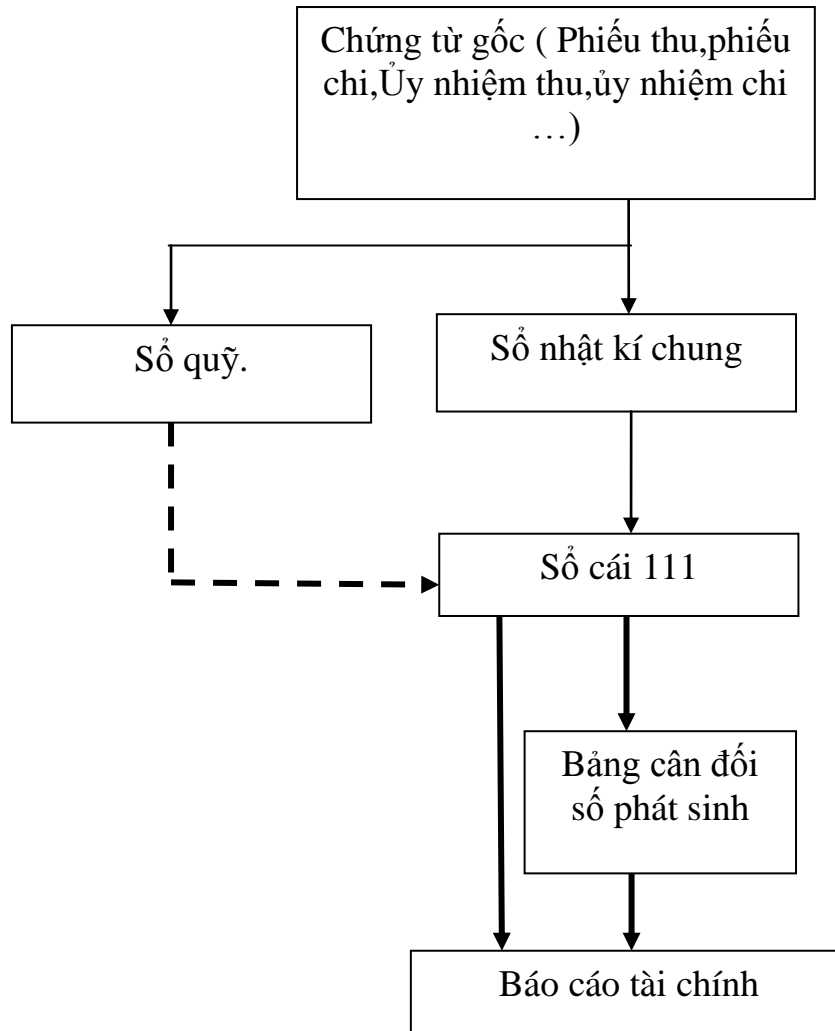 Chứng từ gốc ( Phiếu thu,phiếu
chi,Ủy nhiệm thu,ủy nhiệm chi
…)
Sổ quỹ.
Sổ nhật kí chung
Sổ cái 111
Bảng cân đối
số phát sinh
Báo cáo tài chính